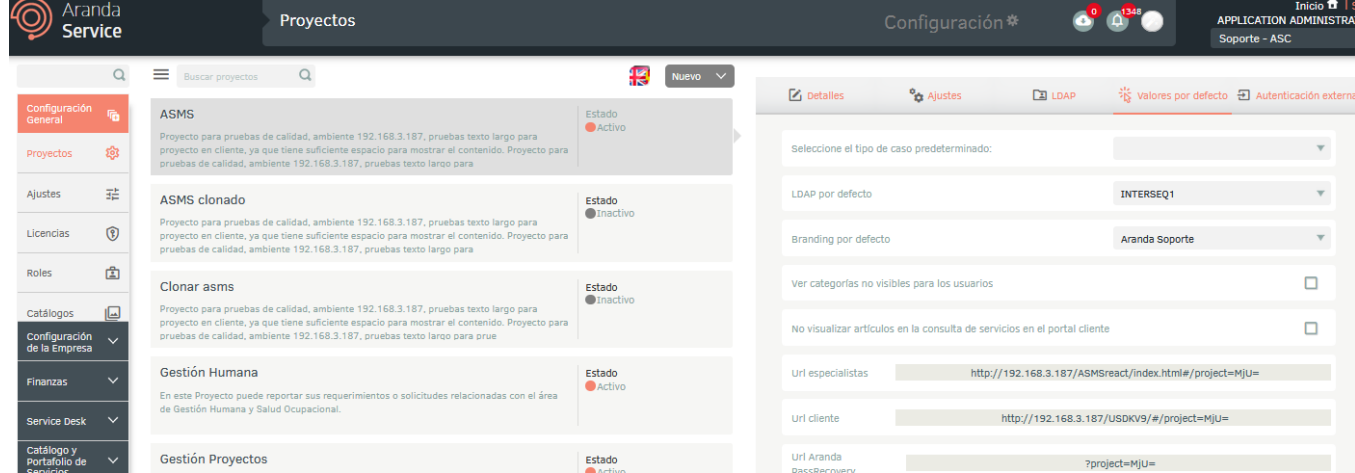 Aranda
Service
Proyectos
Configuración
0
1348
Inicio
APPLICATION ADMINISTRA
Soporte - ASC
Configuración
General
Proyectos
Ajustes
Licencias
Roles
Catálogos
Configuración
de la Empresa
Finanzas
Service Desk
Catálogo y
Portafolio de
Servicios
Buscar proyectos
Nuevo
ASMS
Proyecto para pruebas de calidad, ambiente 192.168.3.187, pruebas texto largo para
proyecto en cliente, ya que tiene suficiente espacio para mostrar el contenido. Proyecto para
pruebas de calidad, ambiente 192.168.3.187, pruebas texto largo para
Estado
Activo
ASMS clonado
Proyecto para pruebas de calidad, ambiente 192.168.3.187, pruebas texto largo para
proyecto en cliente, ya que tiene suficiente espacio para mostrar el contenido. Proyecto para
pruebas de calidad, ambiente 192.168.3.187, pruebas texto largo para
Estado
Inactivo
Clonar asms
Proyecto para pruebas de calidad, ambiente 192.168.3.187, pruebas texto largo para
proyecto en cliente, ya que tiene suficiente espacio para mostrar el contenido. Proyecto para
pruebas de calidad, ambiente 192.168.3.187, pruebas texto largo para prue
Estado
Inactivo
Gestión Humana
En este Proyecto puede reportar sus requerimientos o solicitudes relacionadas con el área
de Gestión Humana y Salud Ocupacional.
Estado
Activo
Gestión Proyectos
Estado
Activo
Detalles
Ajustes
LDAP
Valores por defecto
Autenticación externa
Seleccione el tipo de caso predeterminado:
LDAP por defecto
INTERSEQ1
Branding por defecto
Aranda Soporte
Ver categorías no visibles para los usuarios
No visualizar artículos en la consulta de servicios en el portal cliente
Url especialistas
http://192.168.3.187/ASMSreact/index.html#/project=MjU=
Url cliente
http://192.168.3.187/USDKV9/#/project=MjU=
Url Aranda
PassRecovery
?project=MjU=